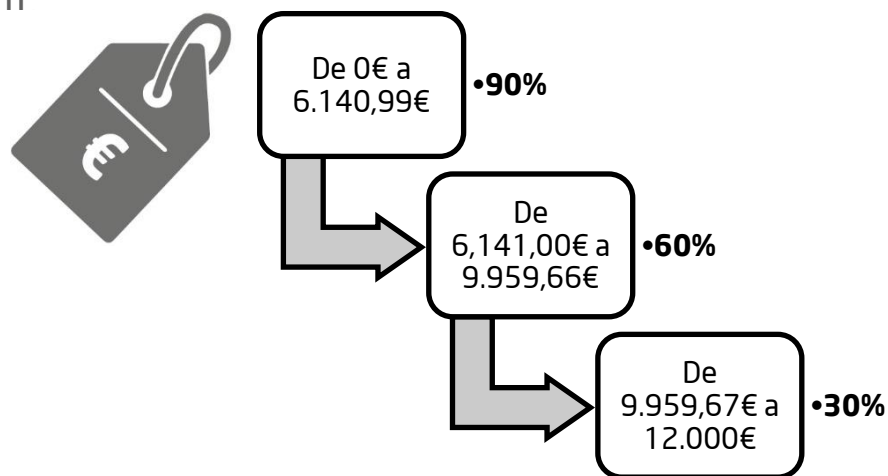 €
De 0€ a
6.140,99€
•90%
De
6,141,00€ a
9.959,66€
•60%
De
9.959,67€ a
12.000€
•30%